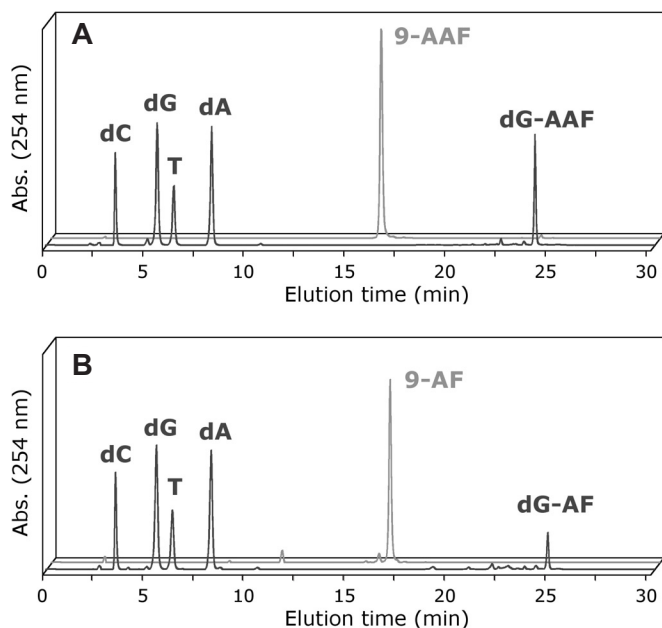 A
9-AAF
dG
dA
dG-AAF
dC
T
Abs. (254 nm)
0 5 10 15 20 25 30
Elution time (min)
B
9-AF
dG
dA
dC
T
dG-AF
Abs. (254 nm)
0 5 10 15 20 25 30
Elution time (min)